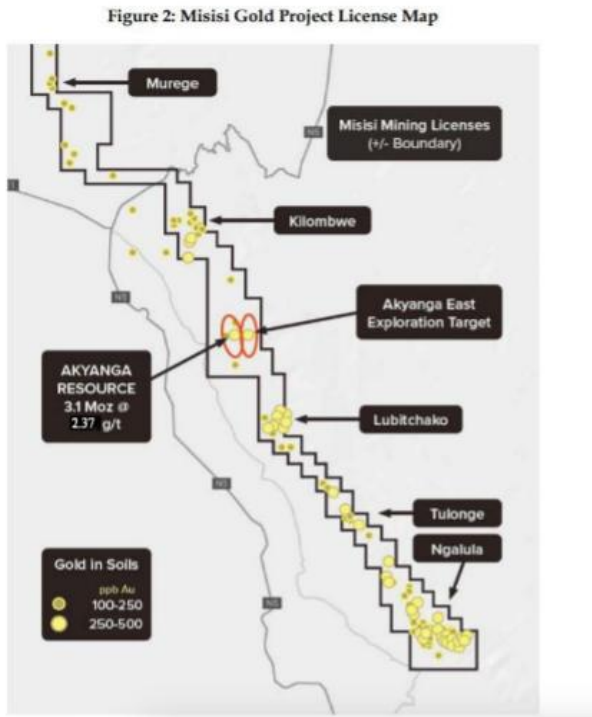 Figure 2: Misisi Gold Project License Map
Murege
N5
Misisi Mining Licenses
(+/- Boundary)
Kilombwe
N5
Akyanga East
Exploration Target
AKYANGA
RESOURCE
3.1 Moz @
2.37 g/t
Lubitchako
N5
Tulonge
Ngalula
Gold in Soils
ppb Au
100-250
250-500
N5